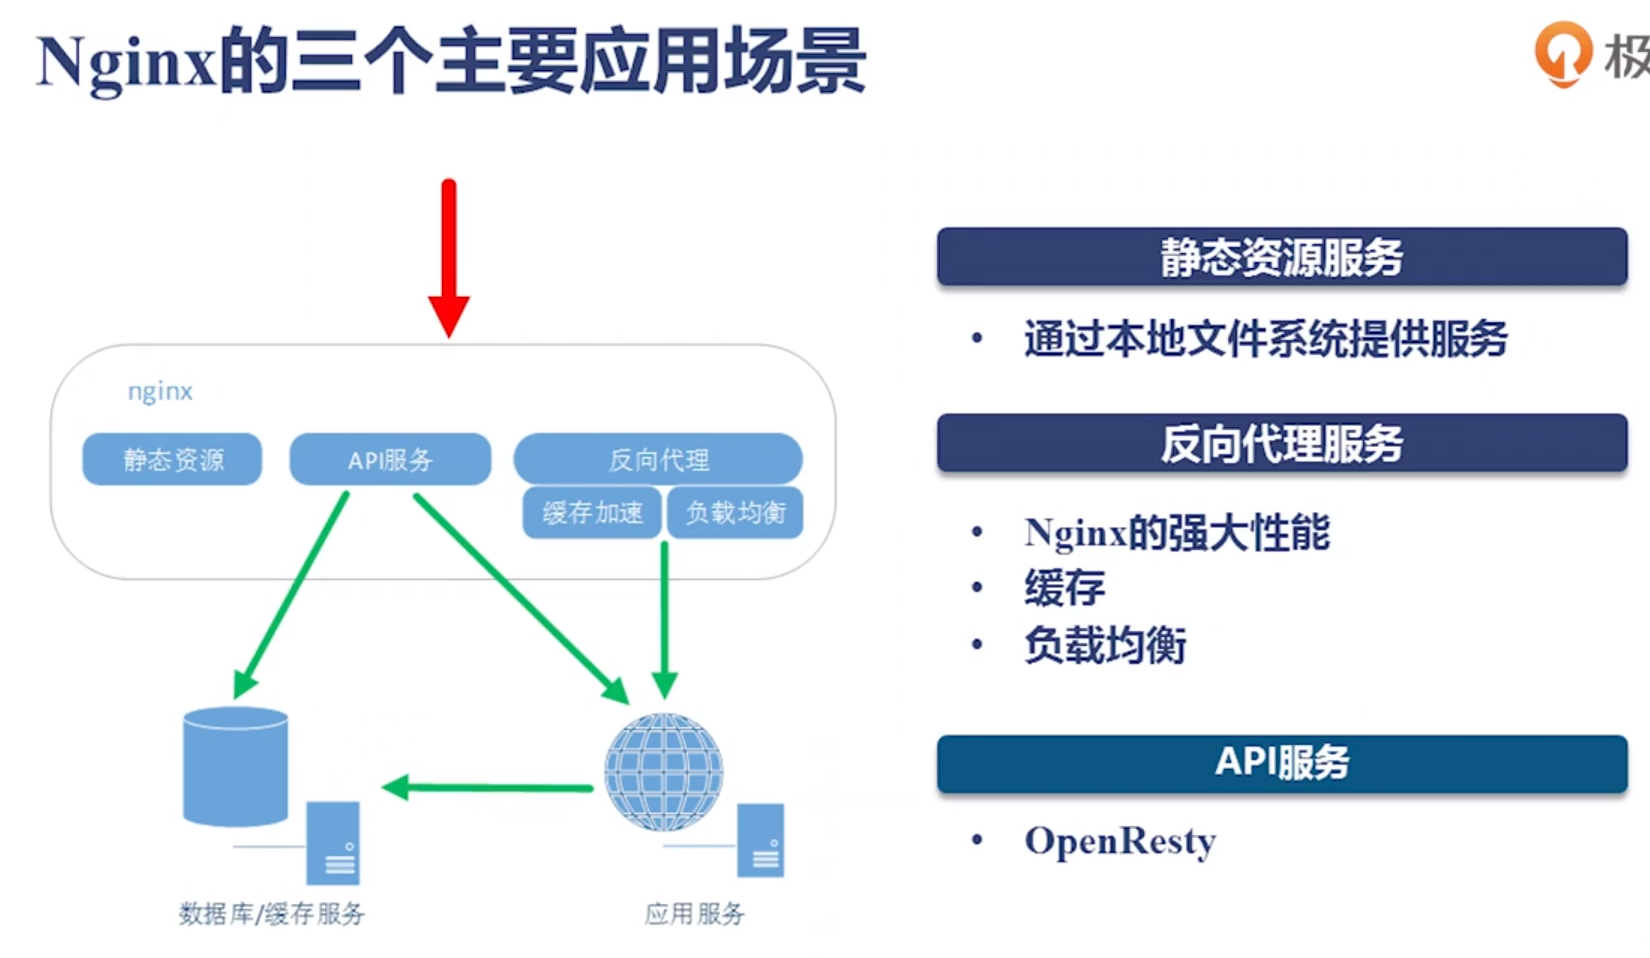 Nginx的三个主要应用场景
极
nginx
静态资源
API服务
反向代理
缓存加速
负载均衡
数据库/缓存服务
应用服务
静态资源服务
• 通过本地文件系统提供服务
反向代理服务
• Nginx的强大性能
• 缓存
• 负载均衡
API服务
• OpenResty